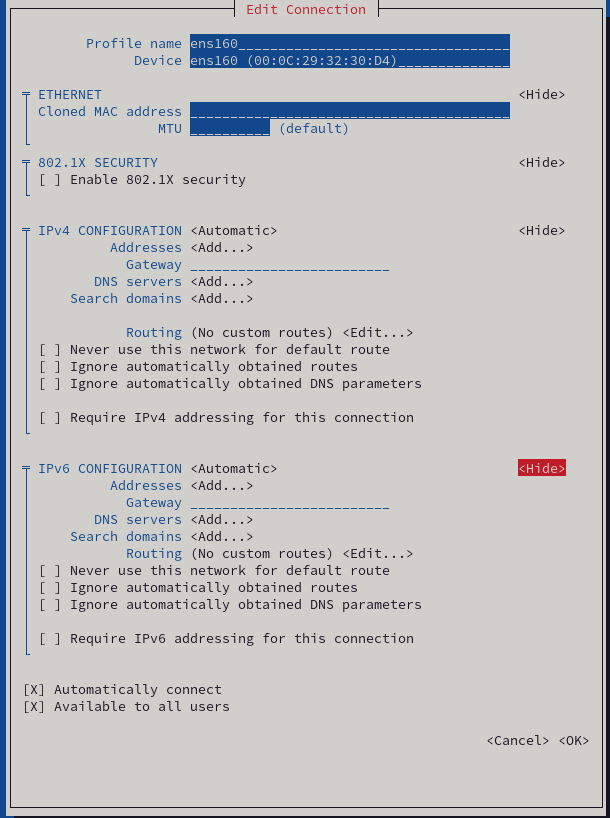 Edit Connection
Profile name ens160________________________________
Device ens160 (00:0C:29:32:30:D4)______________
ETHERNET <Hide>
Cloned MAC address ________________________________________
MTU __________ (default)
802.1X SECURITY <Hide>
[ ] Enable 802.1X security
IPv4 CONFIGURATION <Automatic> <Hide>
Addresses <Add...>
Gateway _________________________
DNS servers <Add...>
Search domains <Add...>
Routing (No custom routes) <Edit...>
[ ] Never use this network for default route
[ ] Ignore automatically obtained routes
[ ] Ignore automatically obtained DNS parameters
[ ] Require IPv4 addressing for this connection
IPv6 CONFIGURATION <Automatic> <Hide>
Addresses <Add...>
Gateway _________________________
DNS servers <Add...>
Search domains <Add...>
Routing (No custom routes) <Edit...>
[ ] Never use this network for default route
[ ] Ignore automatically obtained routes
[ ] Ignore automatically obtained DNS parameters
[ ] Require IPv6 addressing for this connection
[X] Automatically connect
[X] Available to all users
<Cancel> <OK>